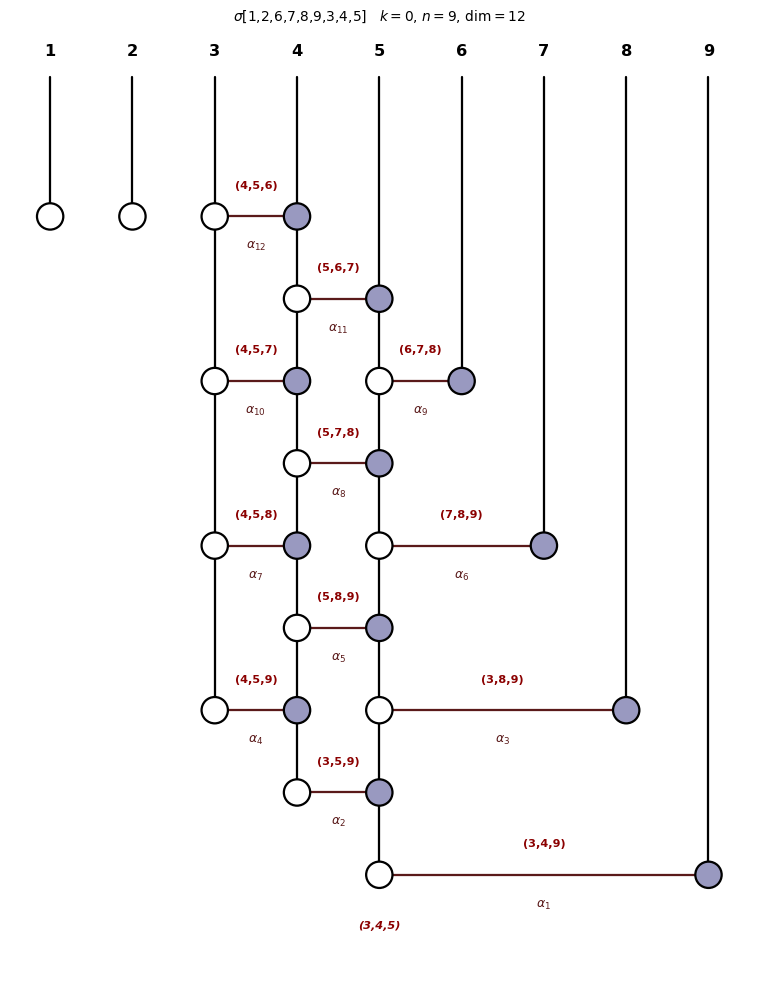 σ[1,2,6,7,8,9,3,4,5]   k = 0, n = 9, dim = 12
1 2 3 4 5 6 7 8 9
(4,5,6)
α₁₂
(5,6,7)
α₁₁
(4,5,7) (6,7,8)
α₁₀ α₉
(5,7,8)
α₈
(4,5,8) (7,8,9)
α₇ α₆
(5,8,9)
α₅
(4,5,9) (3,8,9)
α₄ α₃
(3,5,9)
α₂
(3,4,9)
α₁
(3,4,5)